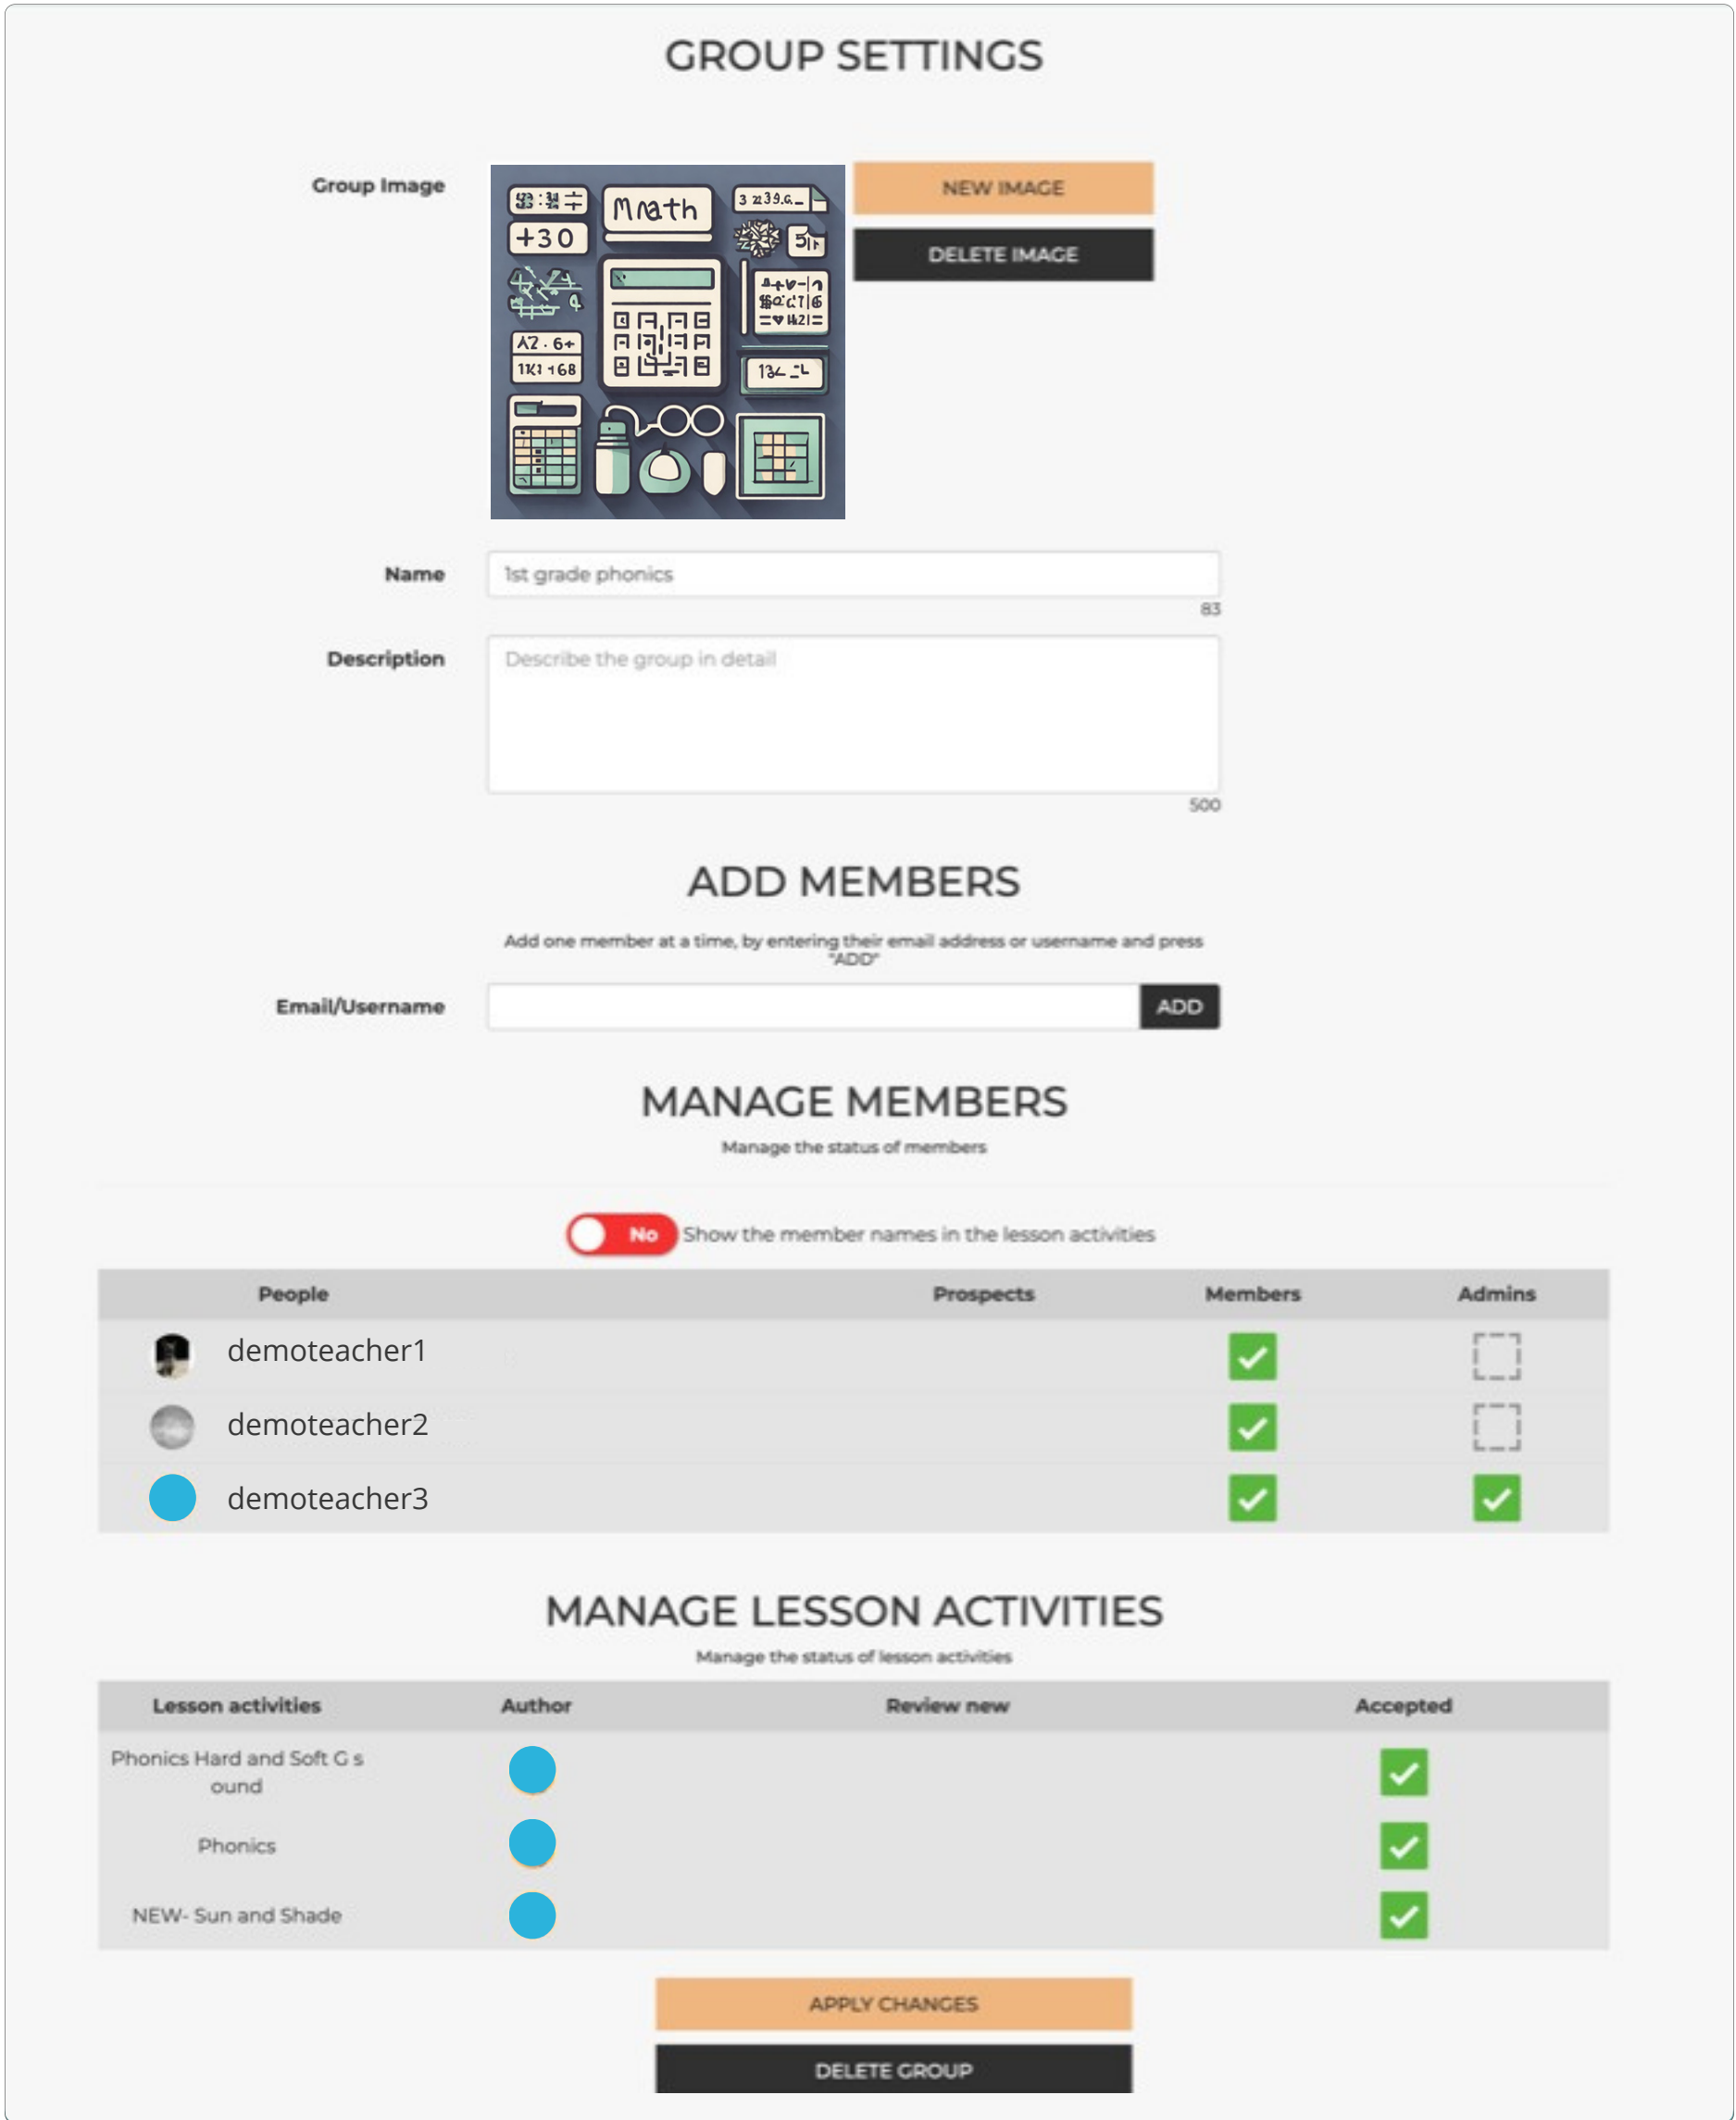 GROUP SETTINGS
Group Image
Mnath
+30
NEW IMAGE
DELETE IMAGE
Name
1st grade phonics
83
Description
Describe the group in detail
500
ADD MEMBERS
Add one member at a time, by entering their email address or username and press
"ADD"
Email/Username
ADD
MANAGE MEMBERS
Manage the status of members
No Show the member names in the lesson activities
People Prospects Members Admins
demoteacher1
demoteacher2
demoteacher3
MANAGE LESSON ACTIVITIES
Manage the status of lesson activities
Lesson activities Author Review new Accepted
Phonics Hard and Soft G s
ound
Phonics
NEW- Sun and Shade
APPLY CHANGES
DELETE GROUP